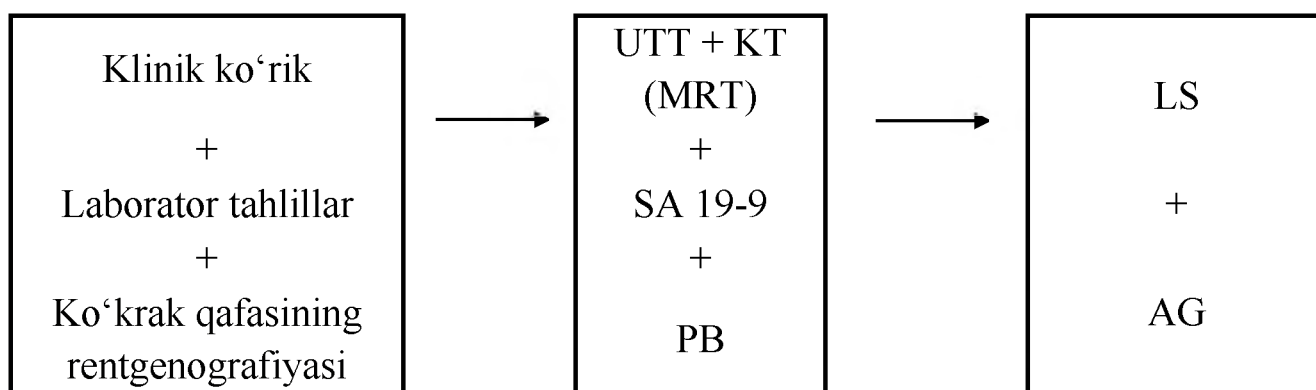 Klinik ko‘rik
+
Laborator tahlillar
+
Ko‘krak qafasining
rentgenografiyasi
UTT + KT
(MRT)
+
SA 19-9
+
PB
LS
+
AG